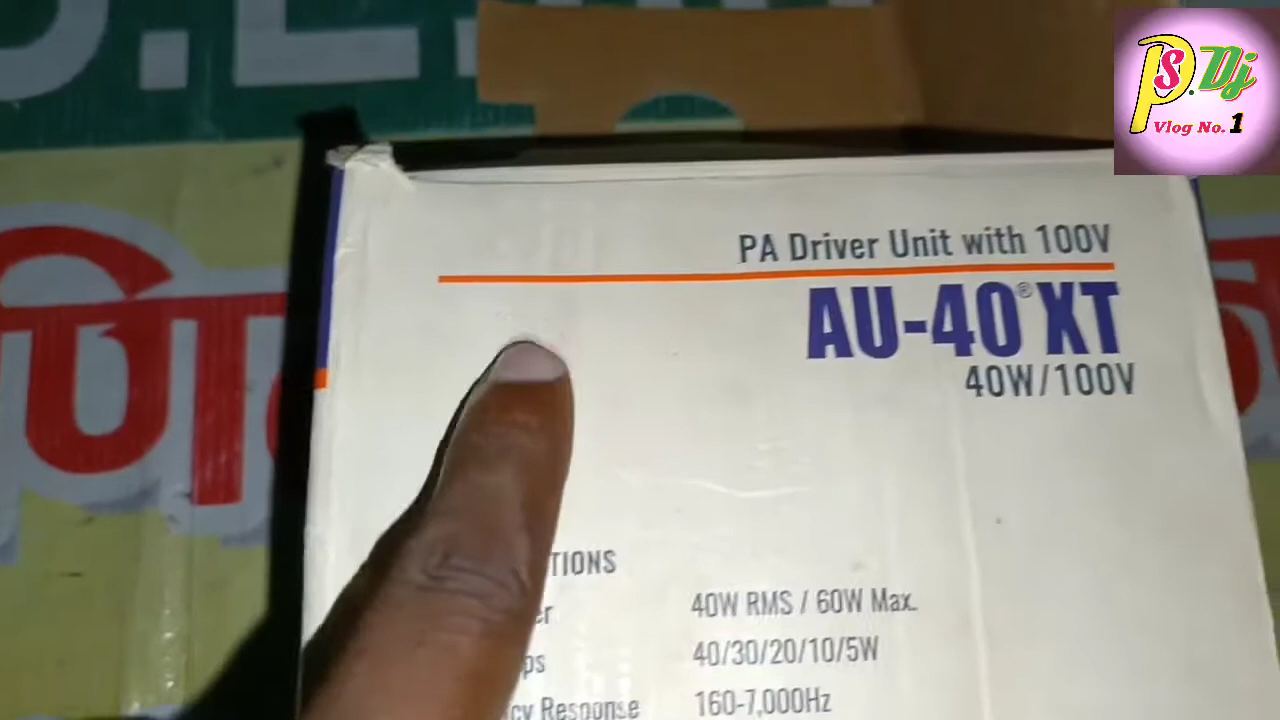 P.S. Dj
Vlog No. 1
PA Driver Unit with 100V
AU-40® XT
40W/100V
TIONS
er 40W RMS / 60W Max.
ps 40/30/20/10/5W
cy Response 160-7,000Hz